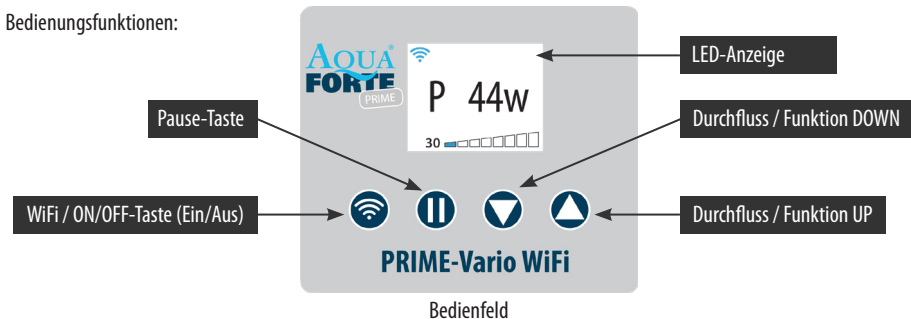 Bedienungsfunktionen:
AQUA®
FORTE
PRIME
P 44w
30
LED-Anzeige
Pause-Taste
Durchfluss / Funktion DOWN
WiFi / ON/OFF-Taste (Ein/Aus)
Durchfluss / Funktion UP
PRIME-Vario WiFi
Bedienfeld